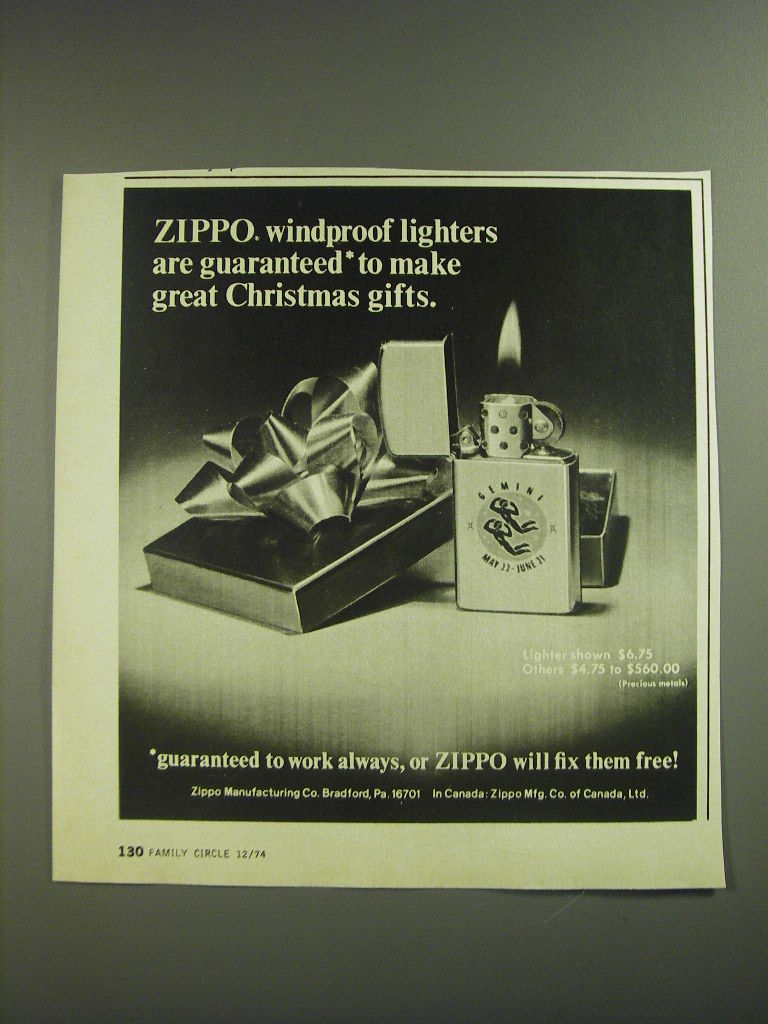 ZIPPO. windproof lighters
are guaranteed* to make
great Christmas gifts.
GEMINI
MAY 22-JUNE 21
Lighter shown $6.75
Others $4.75 to $560.00
(Precious metals)
*guaranteed to work always, or ZIPPO will fix them free!
Zippo Manufacturing Co. Bradford, Pa. 16701 In Canada: Zippo Mfg. Co. of Canada, Ltd.
130 FAMILY CIRCLE 12/74